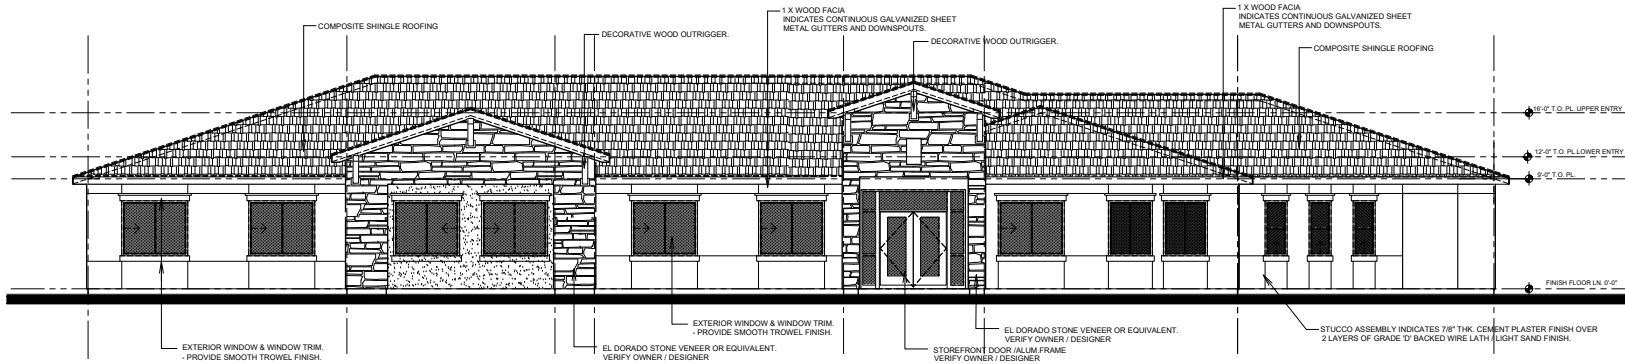 1 X WOOD FACIA
INDICATES CONTINUOUS GALVANIZED SHEET
METAL GUTTERS AND DOWNSPOUTS.
1 X WOOD FACIA
INDICATES CONTINUOUS GALVANIZED SHEET
METAL GUTTERS AND DOWNSPOUTS.
COMPOSITE SHINGLE ROOFING
DECORATIVE WOOD OUTRIGGER.
DECORATIVE WOOD OUTRIGGER.
COMPOSITE SHINGLE ROOFING
16'-0" T.O. PL. UPPER ENTRY
12'-0" T.O. PL.LOWER ENTRY
9'-0" T.O. PL.
FINISH FLOOR LN. 0'-0"
EXTERIOR WINDOW & WINDOW TRIM.
- PROVIDE SMOOTH TROWEL FINISH.
EL DORADO STONE VENEER OR EQUIVALENT.
VERIFY OWNER / DESIGNER
EXTERIOR WINDOW & WINDOW TRIM.
- PROVIDE SMOOTH TROWEL FINISH.
STOREFRONT DOOR /ALUM.FRAME
VERIFY OWNER / DESIGNER
EL DORADO STONE VENEER OR EQUIVALENT.
VERIFY OWNER / DESIGNER
STUCCO ASSEMBLY INDICATES 7/8" THK. CEMENT PLASTER FINISH OVER
2 LAYERS OF GRADE 'D' BACKED WIRE LATH / LIGHT SAND FINISH.